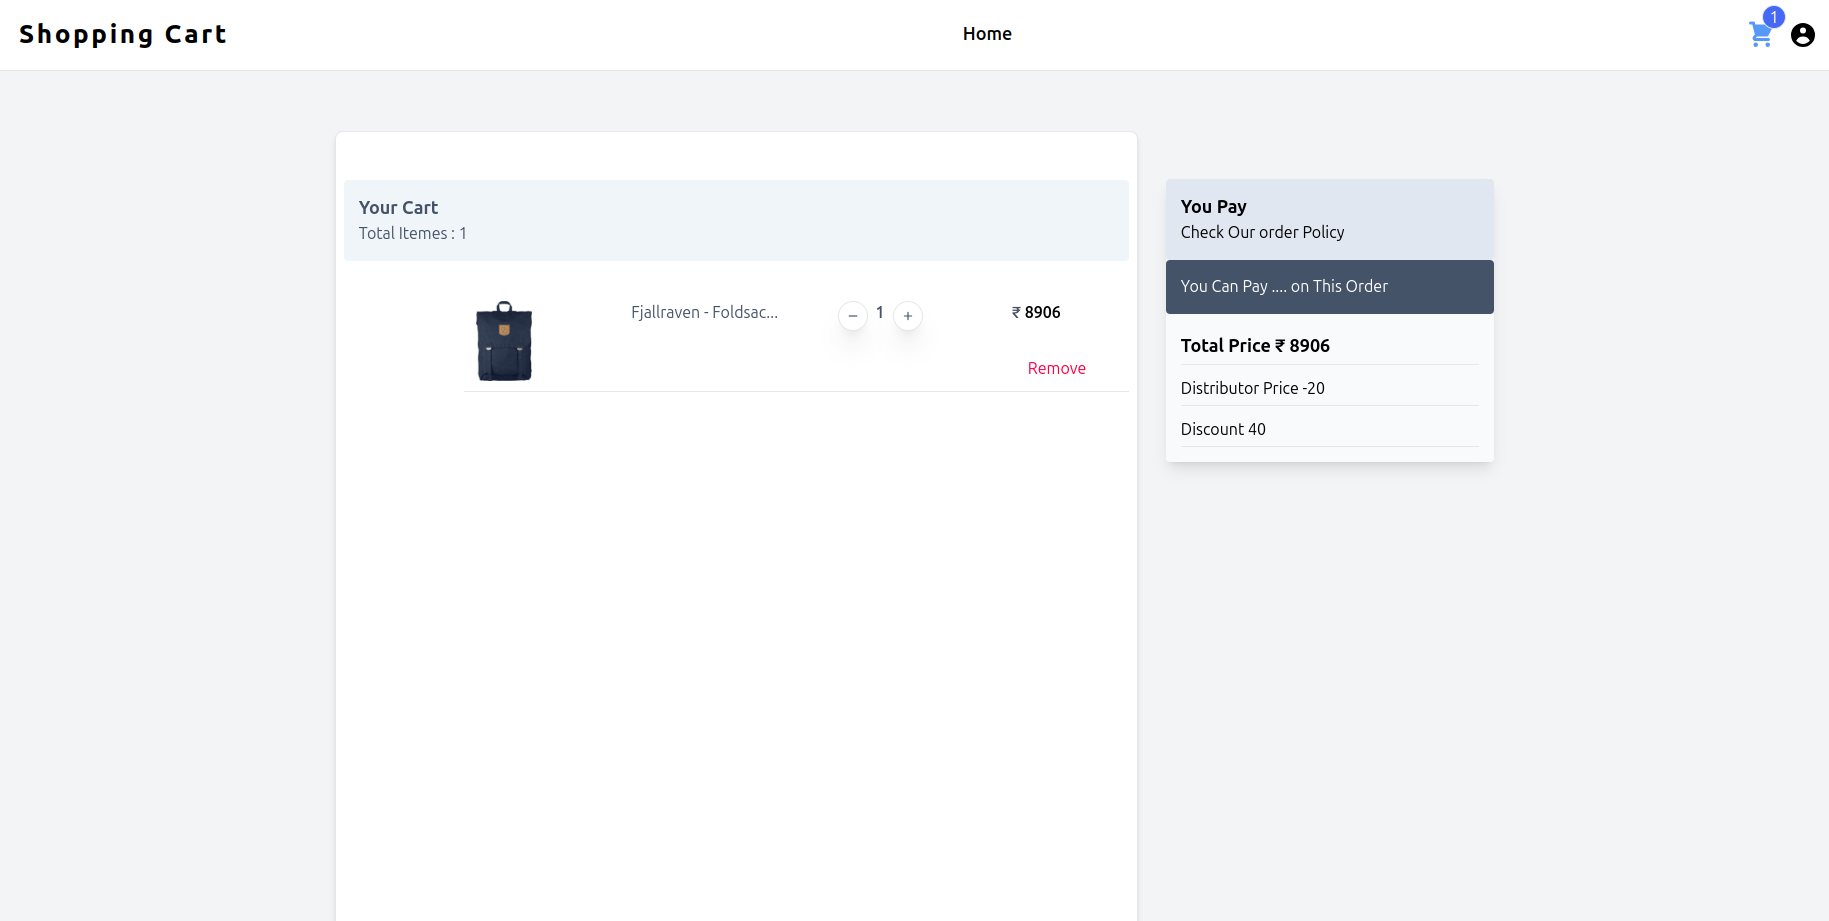 Shopping Cart
Home
1
Your Cart
Total Itemes : 1
Fjallraven - Foldsac...
− 1 +
₹ 8906
Remove
You Pay
Check Our order Policy
You Can Pay .... on This Order
Total Price ₹ 8906
Distributor Price -20
Discount 40